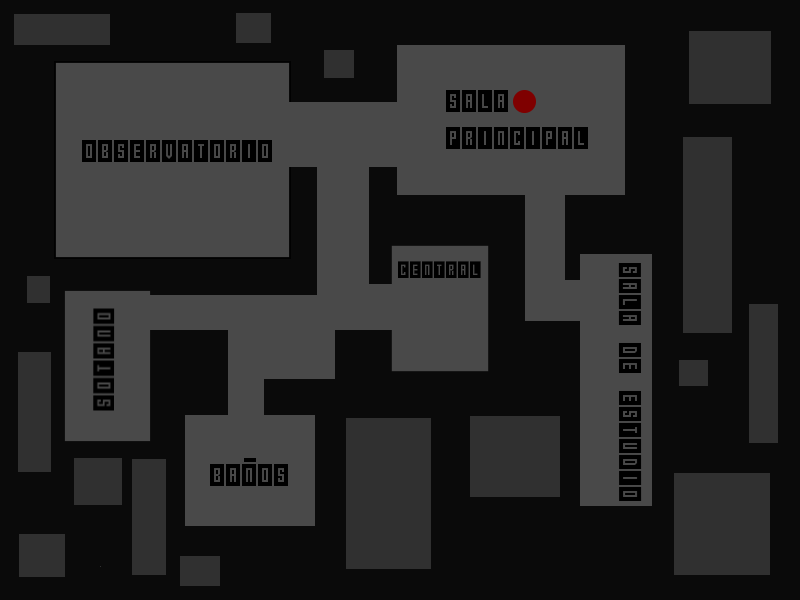 SALA
PRINCIPAL
OBSERVATORIO
CENTRAL
SALA DE ESTUDIO
SOTANO
BAÑOS